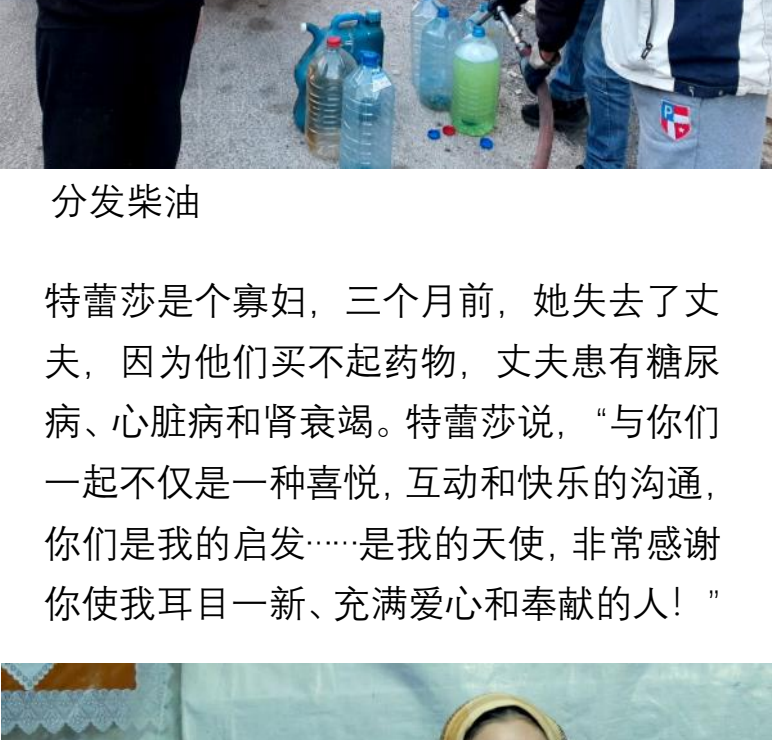 分发柴油
特蕾莎是个寡妇，三个月前，她失去了丈
夫，因为他们买不起药物，丈夫患有糖尿
病、心脏病和肾衰竭。特蕾莎说，“与你们
一起不仅是一种喜悦，互动和快乐的沟通，
你们是我的启发……是我的天使，非常感谢
你使我耳目一新、充满爱心和奉献的人！”